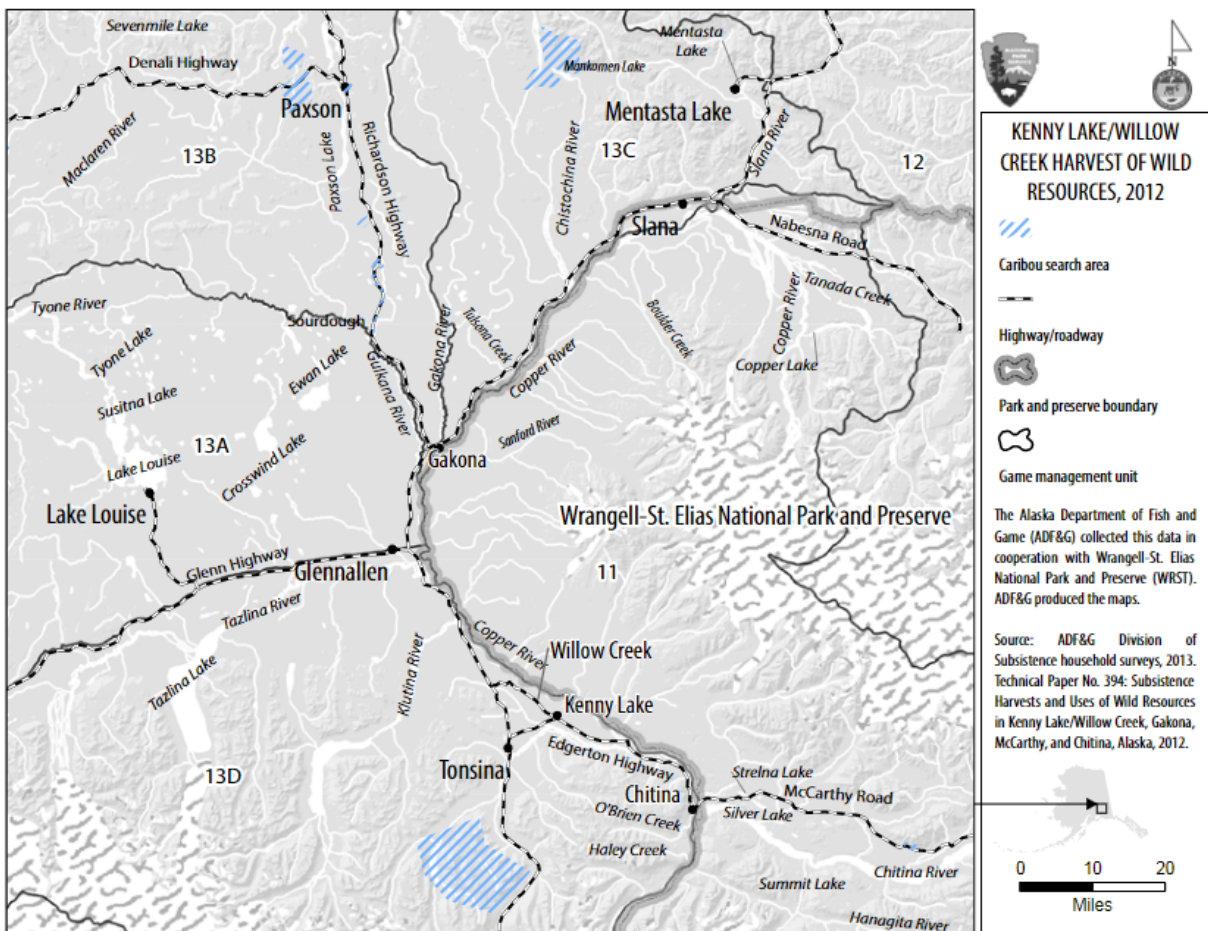 Sevenmile Lake
Denali Highway
Paxson
Maclaren River
13B
Paxson Lake
Richardson Highway
Mankomen Lake
Mentasta
Lake
Mentasta Lake
13C
Chistochina River
Slana River
12
Slana
Nabesna Road
Tanada Creek
Copper River
Boulder Creek
Copper Lake
Tyone River
Sourdough
Tyone Lake
Ewan Lake
Susitna Lake
Gulkana River
Gakona River
Tulsona Creek
Copper River
Sanford River
13A
Lake Louise
Crosswind Lake
Gakona
Lake Louise
Wrangell-St. Elias National Park and Preserve
Glenn Highway
Glennallen
11
Tazlina River
Tazlina Lake
Klutina River
Copper River
Willow Creek
Kenny Lake
13D
Tonsina
Edgerton Highway
Chitina
Strelna Lake
McCarthy Road
O'Brien Creek
Silver Lake
Haley Creek
Summit Lake
Chitina River
Hanagita River
NATIONAL
PARK
SERVICE
N
KENNY LAKE/WILLOW
CREEK HARVEST OF WILD
RESOURCES, 2012
Caribou search area
Highway/roadway
Park and preserve boundary
Game management unit
The Alaska Department of Fish and
Game (ADF&G) collected this data in
cooperation with Wrangell-St. Elias
National Park and Preserve (WRST).
ADF&G produced the maps.
Source: ADF&G Division of
Subsistence household surveys, 2013.
Technical Paper No. 394: Subsistence
Harvests and Uses of Wild Resources
in Kenny Lake/Willow Creek, Gakona,
McCarthy, and Chitina, Alaska, 2012.
0 10 20
Miles